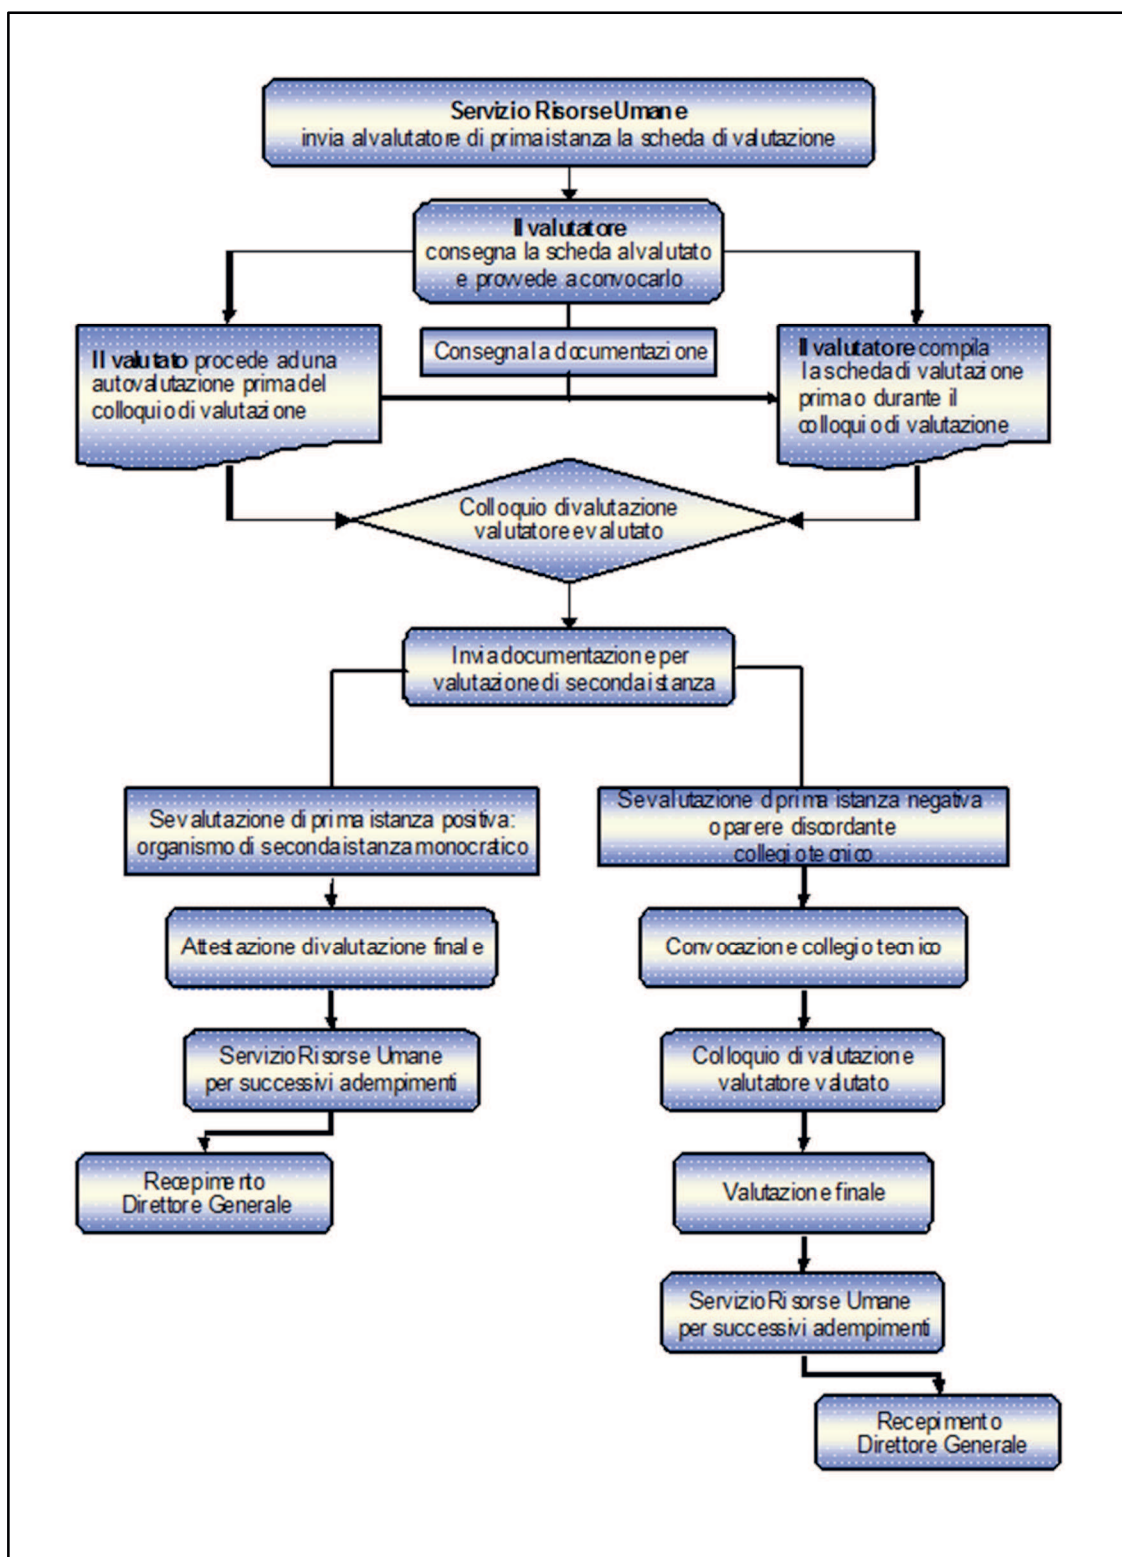 Servizio Risorse Umane
invia al valutatore di prima istanza la scheda di valutazione
Il valutatore
consegna la scheda al valutato
e provvede a convocarlo
Il valutato procede ad una
autovalutazione prima del
colloquio di valutazione
Consegna la documentazione
Il valutatore compila
la scheda di valutazione
prima o durante il
colloquio di valutazione
Colloquio di valutazione
valutatore e valutato
Invia documentazione per
valutazione di seconda istanza
Se valutazione di prima istanza positiva:
organismo di seconda istanza monocratico
Se valutazione di prima istanza negativa
o parere discordante
collegio tecnico
Attestazione di valutazione finale
Convocazione collegio tecnico
Servizio Risorse Umane
per successivi adempimenti
Colloquio di valutazione
valutatore valutato
Recepimento
Direttore Generale
Valutazione finale
Servizio Risorse Umane
per successivi adempimenti
Recepimento
Direttore Generale